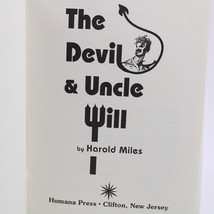 The
Devil
& Uncle
Will
by Harold Miles
Humana Press • Clifton, New Jersey